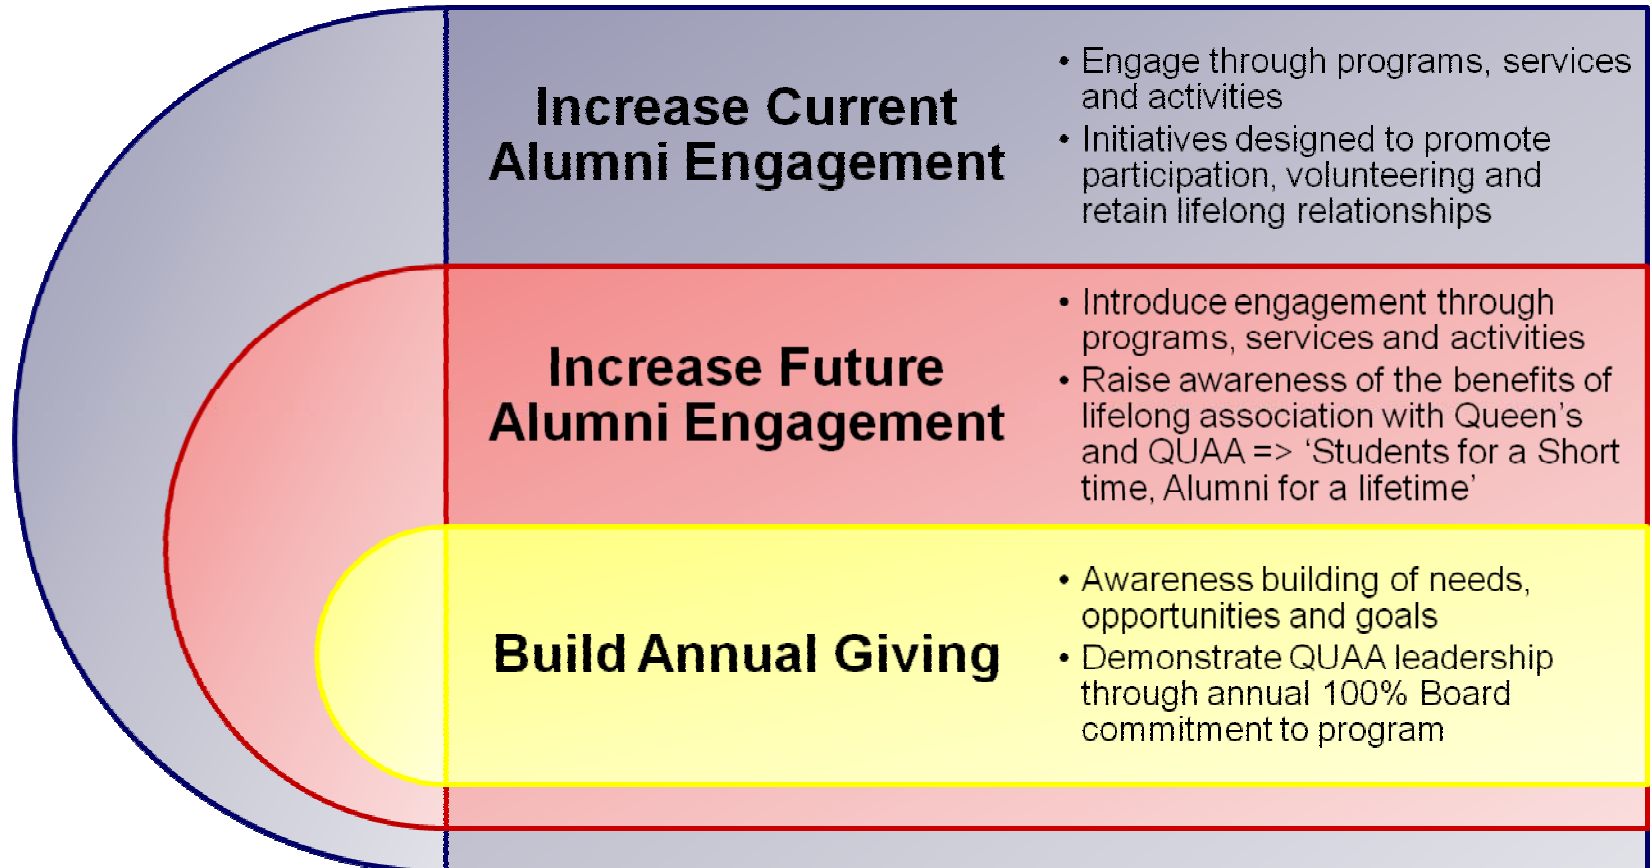 Increase Current
Alumni Engagement
• Engage through programs, services
and activities
• Initiatives designed to promote
participation, volunteering and
retain lifelong relationships
Increase Future
Alumni Engagement
• Introduce engagement through
programs, services and activities
• Raise awareness of the benefits of
lifelong association with Queen’s
and QUAA => ‘Students for a Short
time, Alumni for a lifetime’
Build Annual Giving
• Awareness building of needs,
opportunities and goals
• Demonstrate QUAA leadership
through annual 100% Board
commitment to program